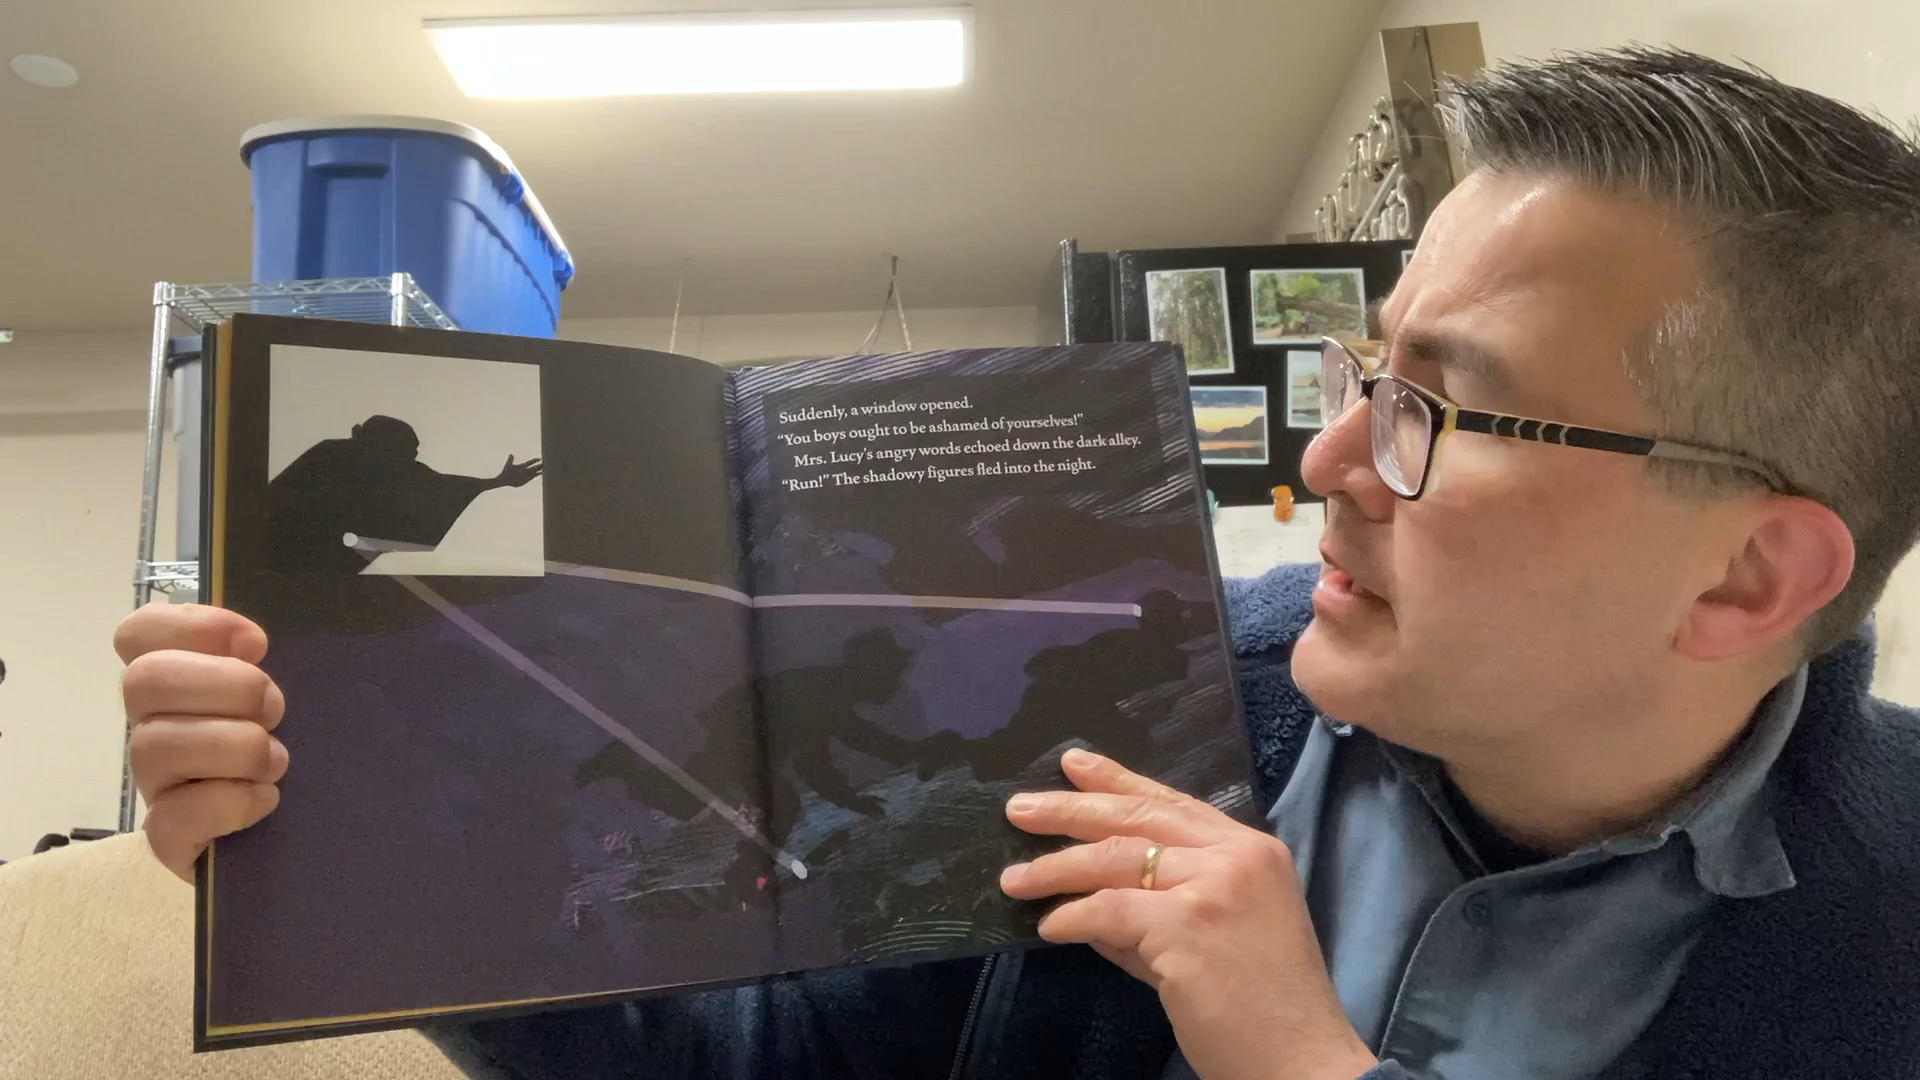 Suddenly, a window opened.
“You boys ought to be ashamed of yourselves!”
Mrs. Lucy's angry words echoed down the dark alley.
“Run!” The shadowy figures fled into the night.